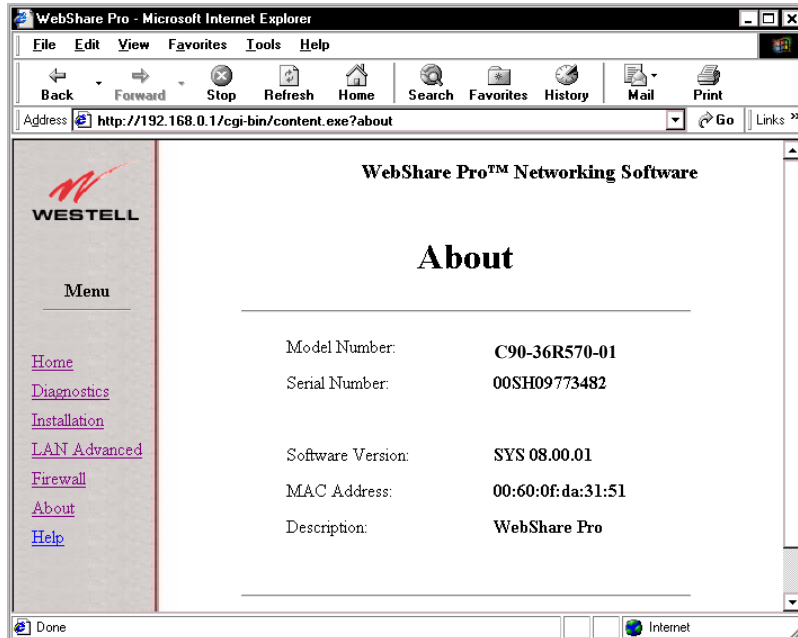 WebShare Pro - Microsoft Internet Explorer
File Edit View Favorites Tools Help
Back Forward Stop Refresh Home Search Favorites History Mail Print
Address http://192.168.0.1/cgi-bin/content.exe?about Go Links »
WESTELL
WebShare Pro™ Networking Software
About
Menu
Home
Diagnostics
Installation
LAN Advanced
Firewall
About
Help
Model Number: C90-36R570-01
Serial Number: 00SH09773482
Software Version: SYS 08.00.01
MAC Address: 00:60:0f:da:31:51
Description: WebShare Pro
Done Internet